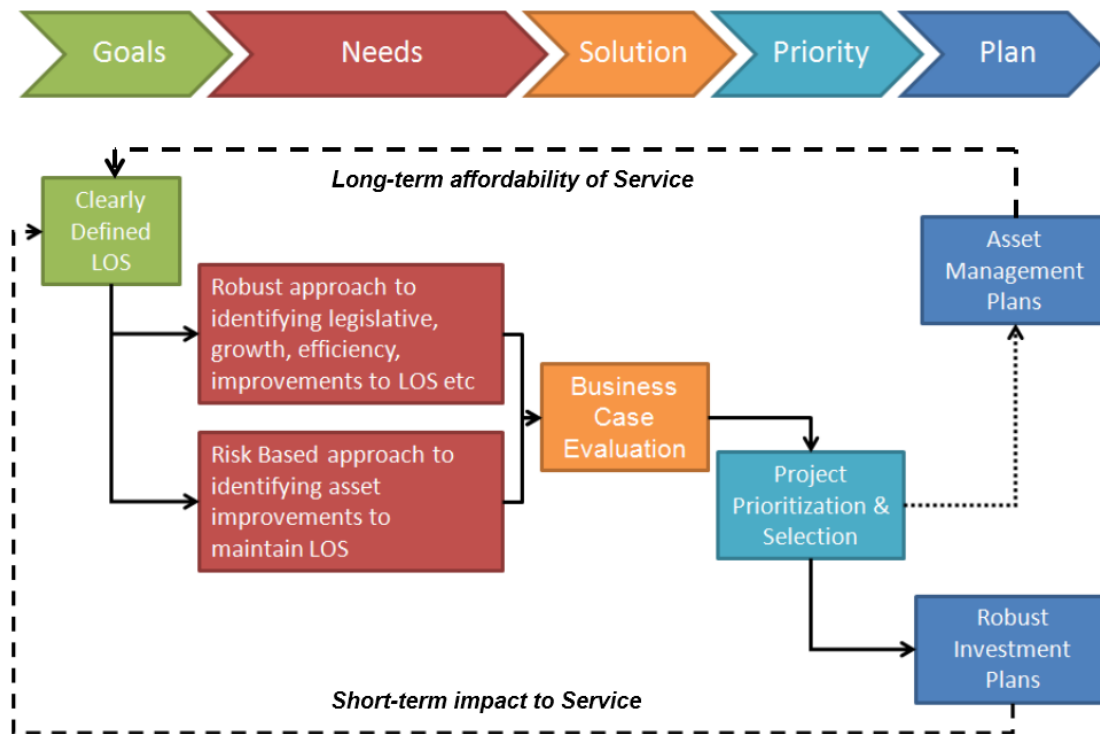 Goals
Needs
Solution
Priority
Plan
Long-term affordability of Service
Clearly
Defined
LOS
Asset
Management
Plans
Robust approach to
identifying legislative,
growth, efficiency,
improvements to LOS etc
Business
Case
Evaluation
Risk Based approach to
identifying asset
improvements to
maintain LOS
Project
Prioritization &
Selection
Robust
Investment
Plans
Short-term impact to Service